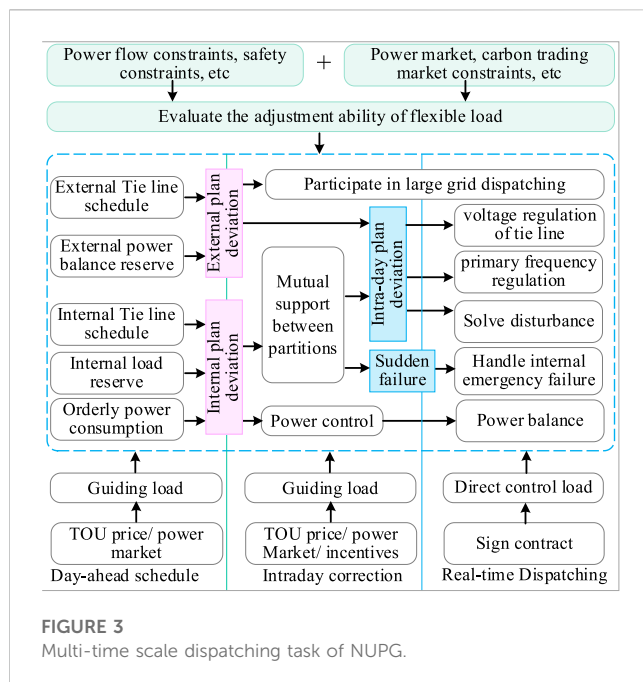 Power flow constraints, safety
constraints, etc
+
Power market, carbon trading
market constraints, etc
Evaluate the adjustment ability of flexible load
External Tie line
schedule
External power
balance reserve
Internal Tie line
schedule
Internal load
reserve
Orderly power
consumption
External plan
deviation
Internal plan
deviation
Participate in large grid dispatching
Mutual
support
between
partitions
Power control
Intra-day plan
deviation
Sudden
failure
voltage regulation
of tie line
primary frequency
regulation
Solve disturbance
Handle internal
emergency failure
Power balance
Guiding load
TOU price/ power
market
Day-ahead schedule
Guiding load
TOU price/ power
Market/ incentives
Intraday correction
Direct control load
Sign contract
Real-time Dispatching
FIGURE 3
Multi-time scale dispatching task of NUPG.